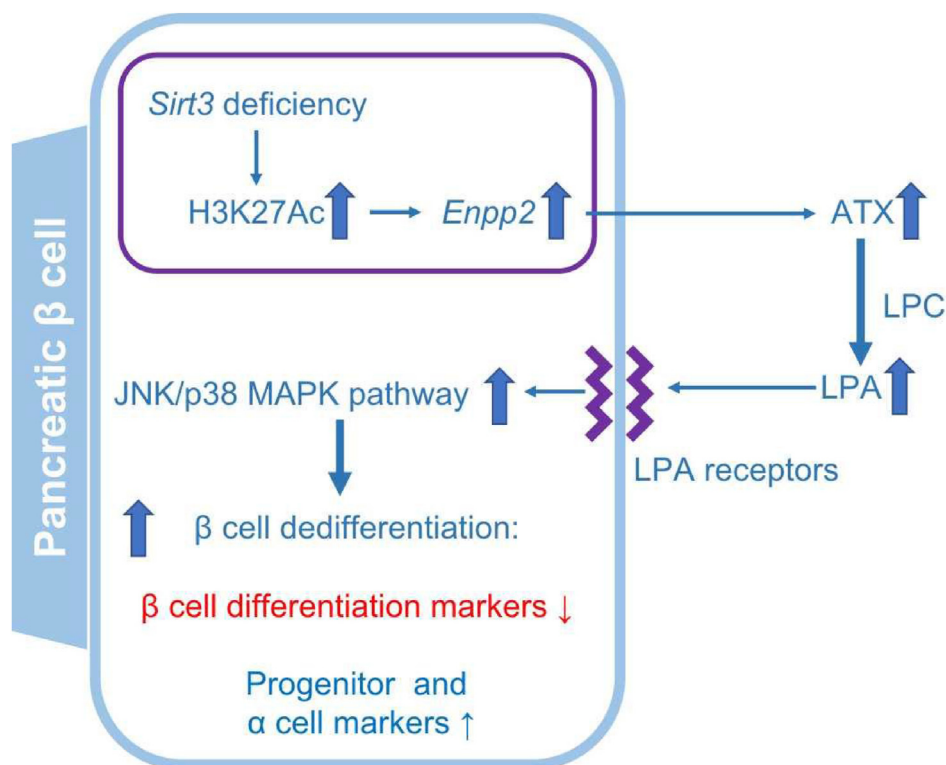 Pancreatic β cell
Sirt3 deficiency
H3K27Ac
Enpp2
ATX
LPC
LPA
LPA receptors
JNK/p38 MAPK pathway
β cell dedifferentiation:
β cell differentiation markers ↓
Progenitor and
α cell markers ↑